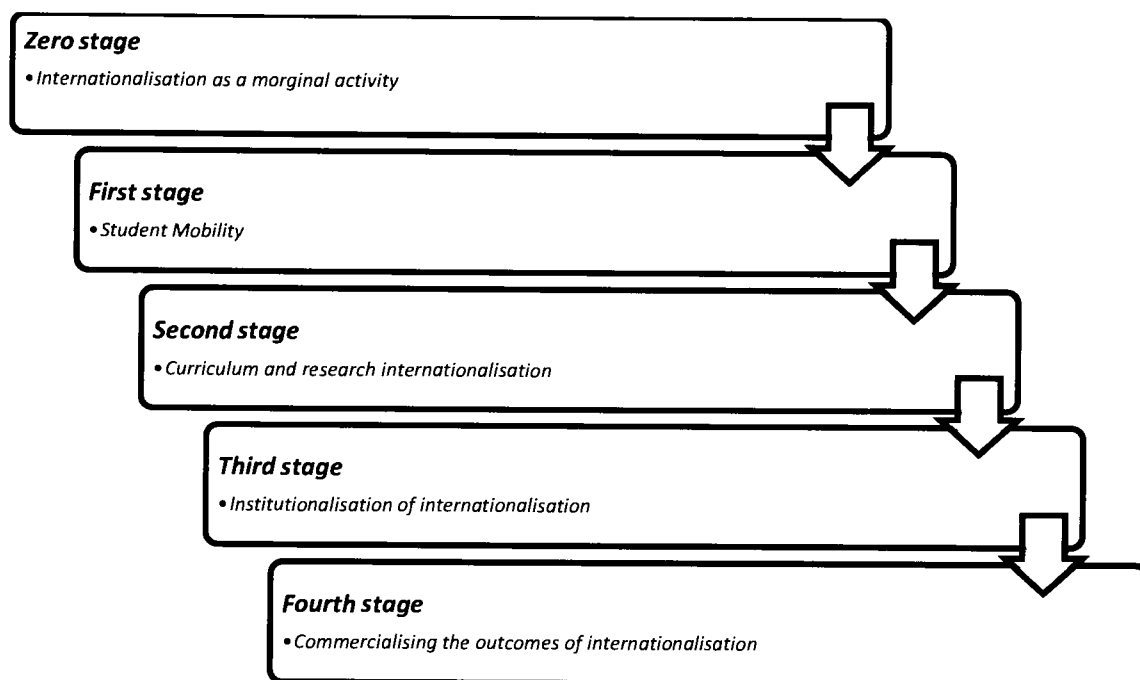 Zero stage
• Internationalisation as a morginal activity
First stage
• Student Mobility
Second stage
• Curriculum and research internationalisation
Third stage
• Institutionalisation of internationalisation
Fourth stage
• Commercialising the outcomes of internationalisation